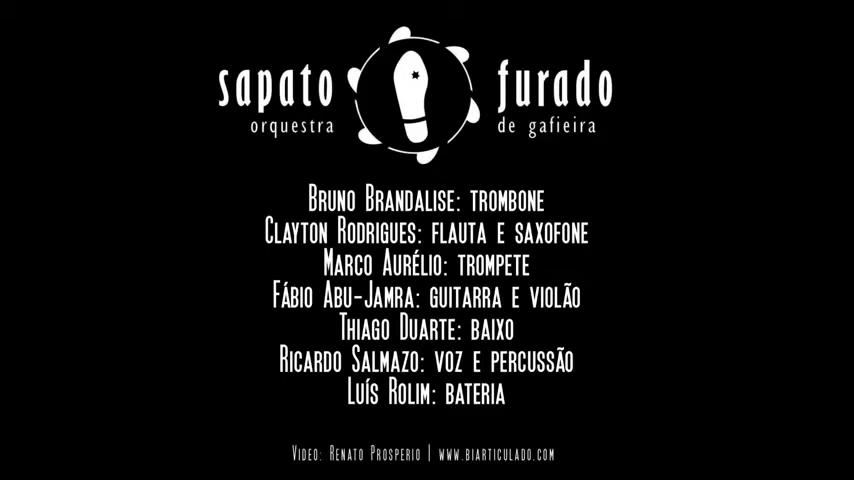 sapato furado
orquestra de gafieira
Bruno Brandalise: trombone
Clayton Rodrigues: flauta e saxofone
Marco Aurélio: trompete
Fábio Abu-Jamra: guitarra e violão
Thiago Duarte: baixo
Ricardo Salmazo: voz e percussão
Luís Rolim: bateria
Video: Renato Prosperio | www.biarticulado.com